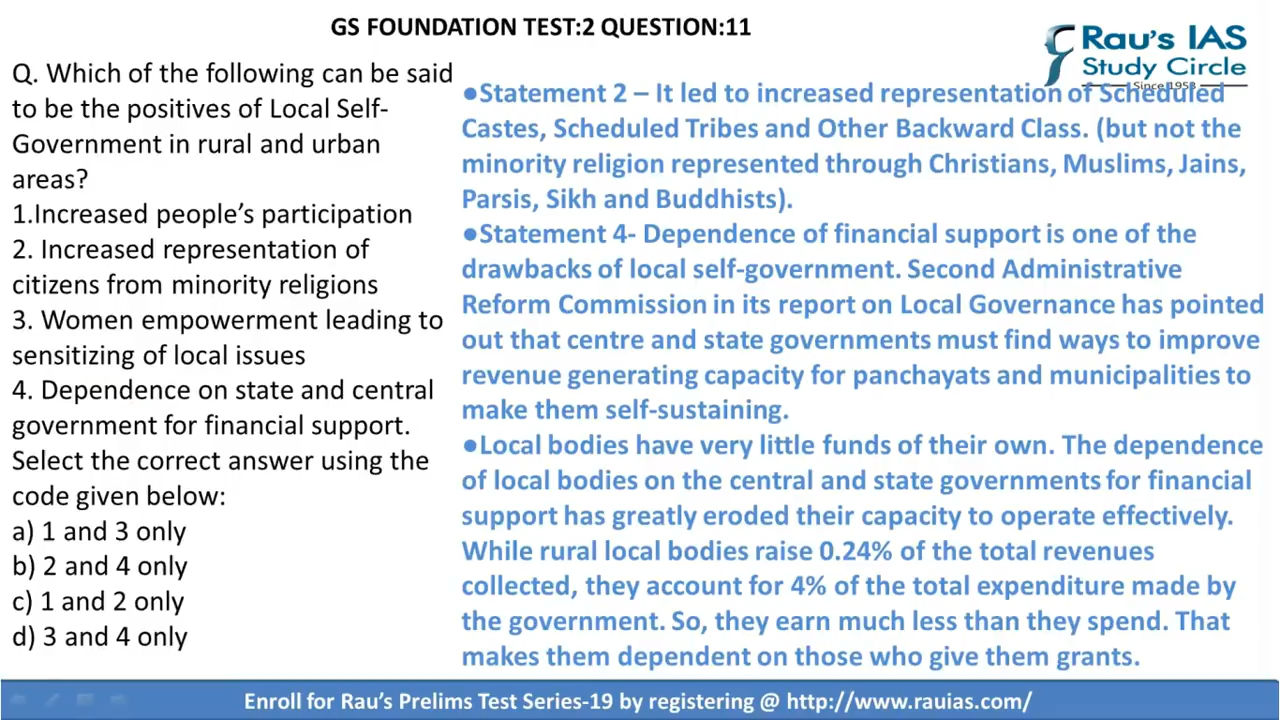 GS FOUNDATION TEST:2 QUESTION:11
Rau's IAS
Study Circle
Since 1953
Q. Which of the following can be said
to be the positives of Local Self-
Government in rural and urban
areas?
1.Increased people’s participation
2. Increased representation of
citizens from minority religions
3. Women empowerment leading to
sensitizing of local issues
4. Dependence on state and central
government for financial support.
Select the correct answer using the
code given below:
a) 1 and 3 only
b) 2 and 4 only
c) 1 and 2 only
d) 3 and 4 only
●Statement 2 – It led to increased representation of Scheduled
Castes, Scheduled Tribes and Other Backward Class. (but not the
minority religion represented through Christians, Muslims, Jains,
Parsis, Sikh and Buddhists).
●Statement 4- Dependence of financial support is one of the
drawbacks of local self-government. Second Administrative
Reform Commission in its report on Local Governance has pointed
out that centre and state governments must find ways to improve
revenue generating capacity for panchayats and municipalities to
make them self-sustaining.
●Local bodies have very little funds of their own. The dependence
of local bodies on the central and state governments for financial
support has greatly eroded their capacity to operate effectively.
While rural local bodies raise 0.24% of the total revenues
collected, they account for 4% of the total expenditure made by
the government. So, they earn much less than they spend. That
makes them dependent on those who give them grants.
Enroll for Rau’s Prelims Test Series-19 by registering @ http://www.rauias.com/